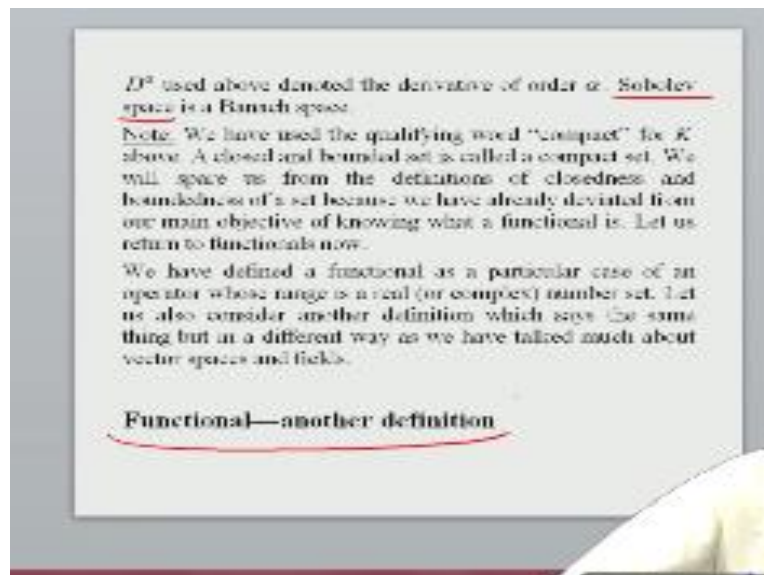 D^α used above denoted the derivative of order α. Sobolev
space is a Banach space.
Note: We have used the qualifying word "compact" for K
above. A closed and bounded set is called a compact set. We
will spare us from the definitions of closedness and
boundedness of a set because we have already deviated from
our main objective of knowing what a functional is. Let us
return to functionals now.
We have defined a functional as a particular case of an
operator whose range is a real (or complex) number set. Let
us also consider another definition which says the same
thing but in a different way as we have talked much about
vector spaces and fields.
Functional—another definition